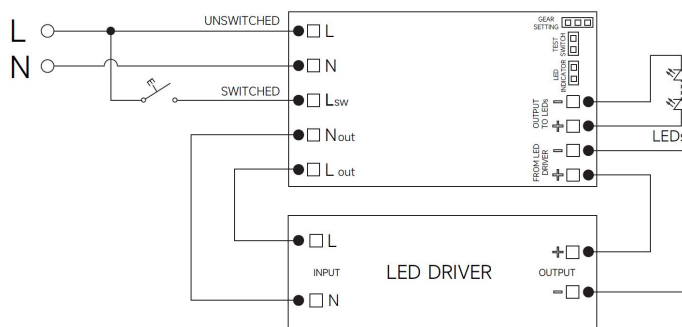 L
UNSWITCHED
L
N
N
SWITCHED
Lsw
Nout
L out
GEAR
SETTING
TEST
SWITCH
LED
INDICATOR
OUTPUT
TO LEDs
- 
+
FROM LED
DRIVER
-
+
LEDs
L
INPUT
N
LED DRIVER
OUTPUT
+
-